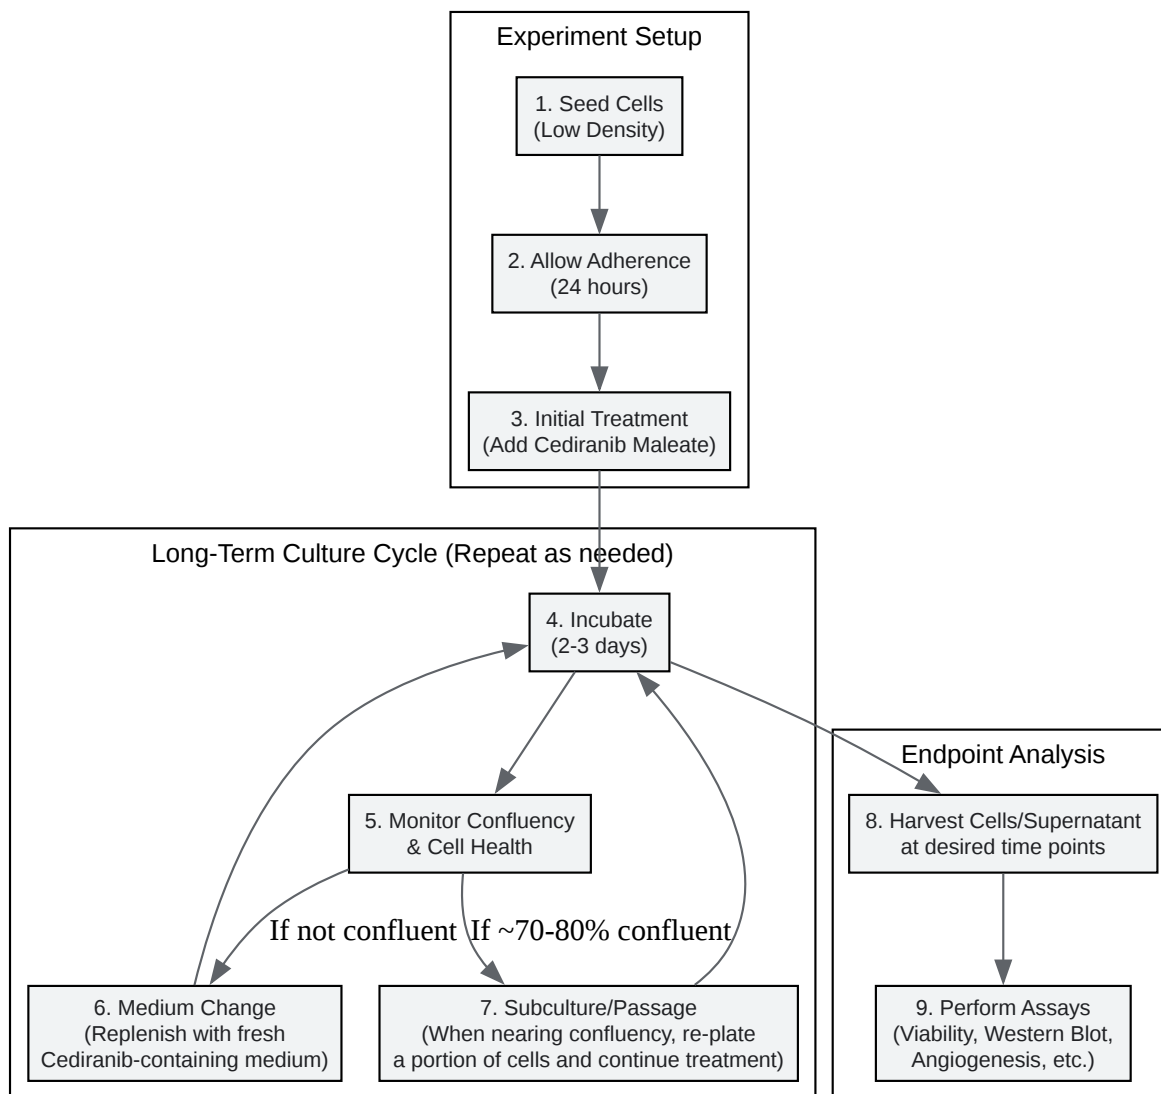 Experiment Setup
1. Seed Cells
(Low Density)
2. Allow Adherence
(24 hours)
3. Initial Treatment
(Add Cediranib Maleate)
Long-Term Culture Cycle (Repeat as needed)
4. Incubate
(2-3 days)
5. Monitor Confluency
& Cell Health
If not confluent
If ~70-80% confluent
6. Medium Change
(Replenish with fresh
Cediranib-containing medium)
7. Subculture/Passage
(When nearing confluency, re-plate
a portion of cells and continue treatment)
Endpoint Analysis
8. Harvest Cells/Supernatant
at desired time points
9. Perform Assays
(Viability, Western Blot,
Angiogenesis, etc.)